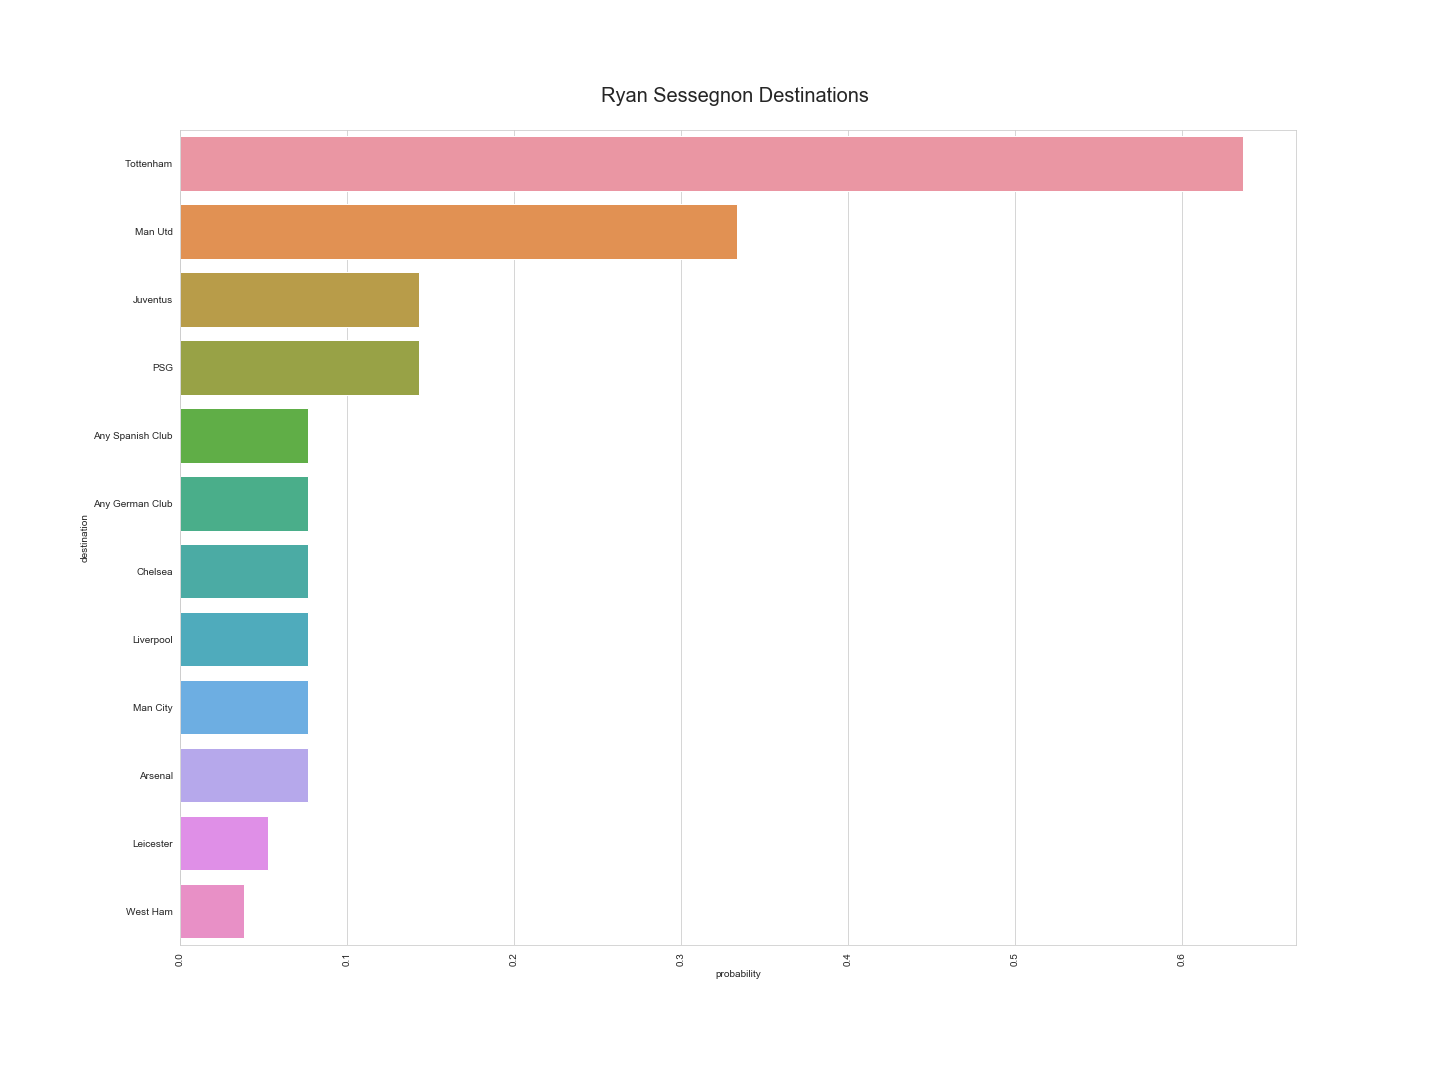 Ryan Sessegnon Destinations
Tottenham
Man Utd
Juventus
PSG
Any Spanish Club
Any German Club
Chelsea
Liverpool
Man City
Arsenal
Leicester
West Ham
destination
0.0
0.1
0.2
0.3
0.4
0.5
0.6
probability